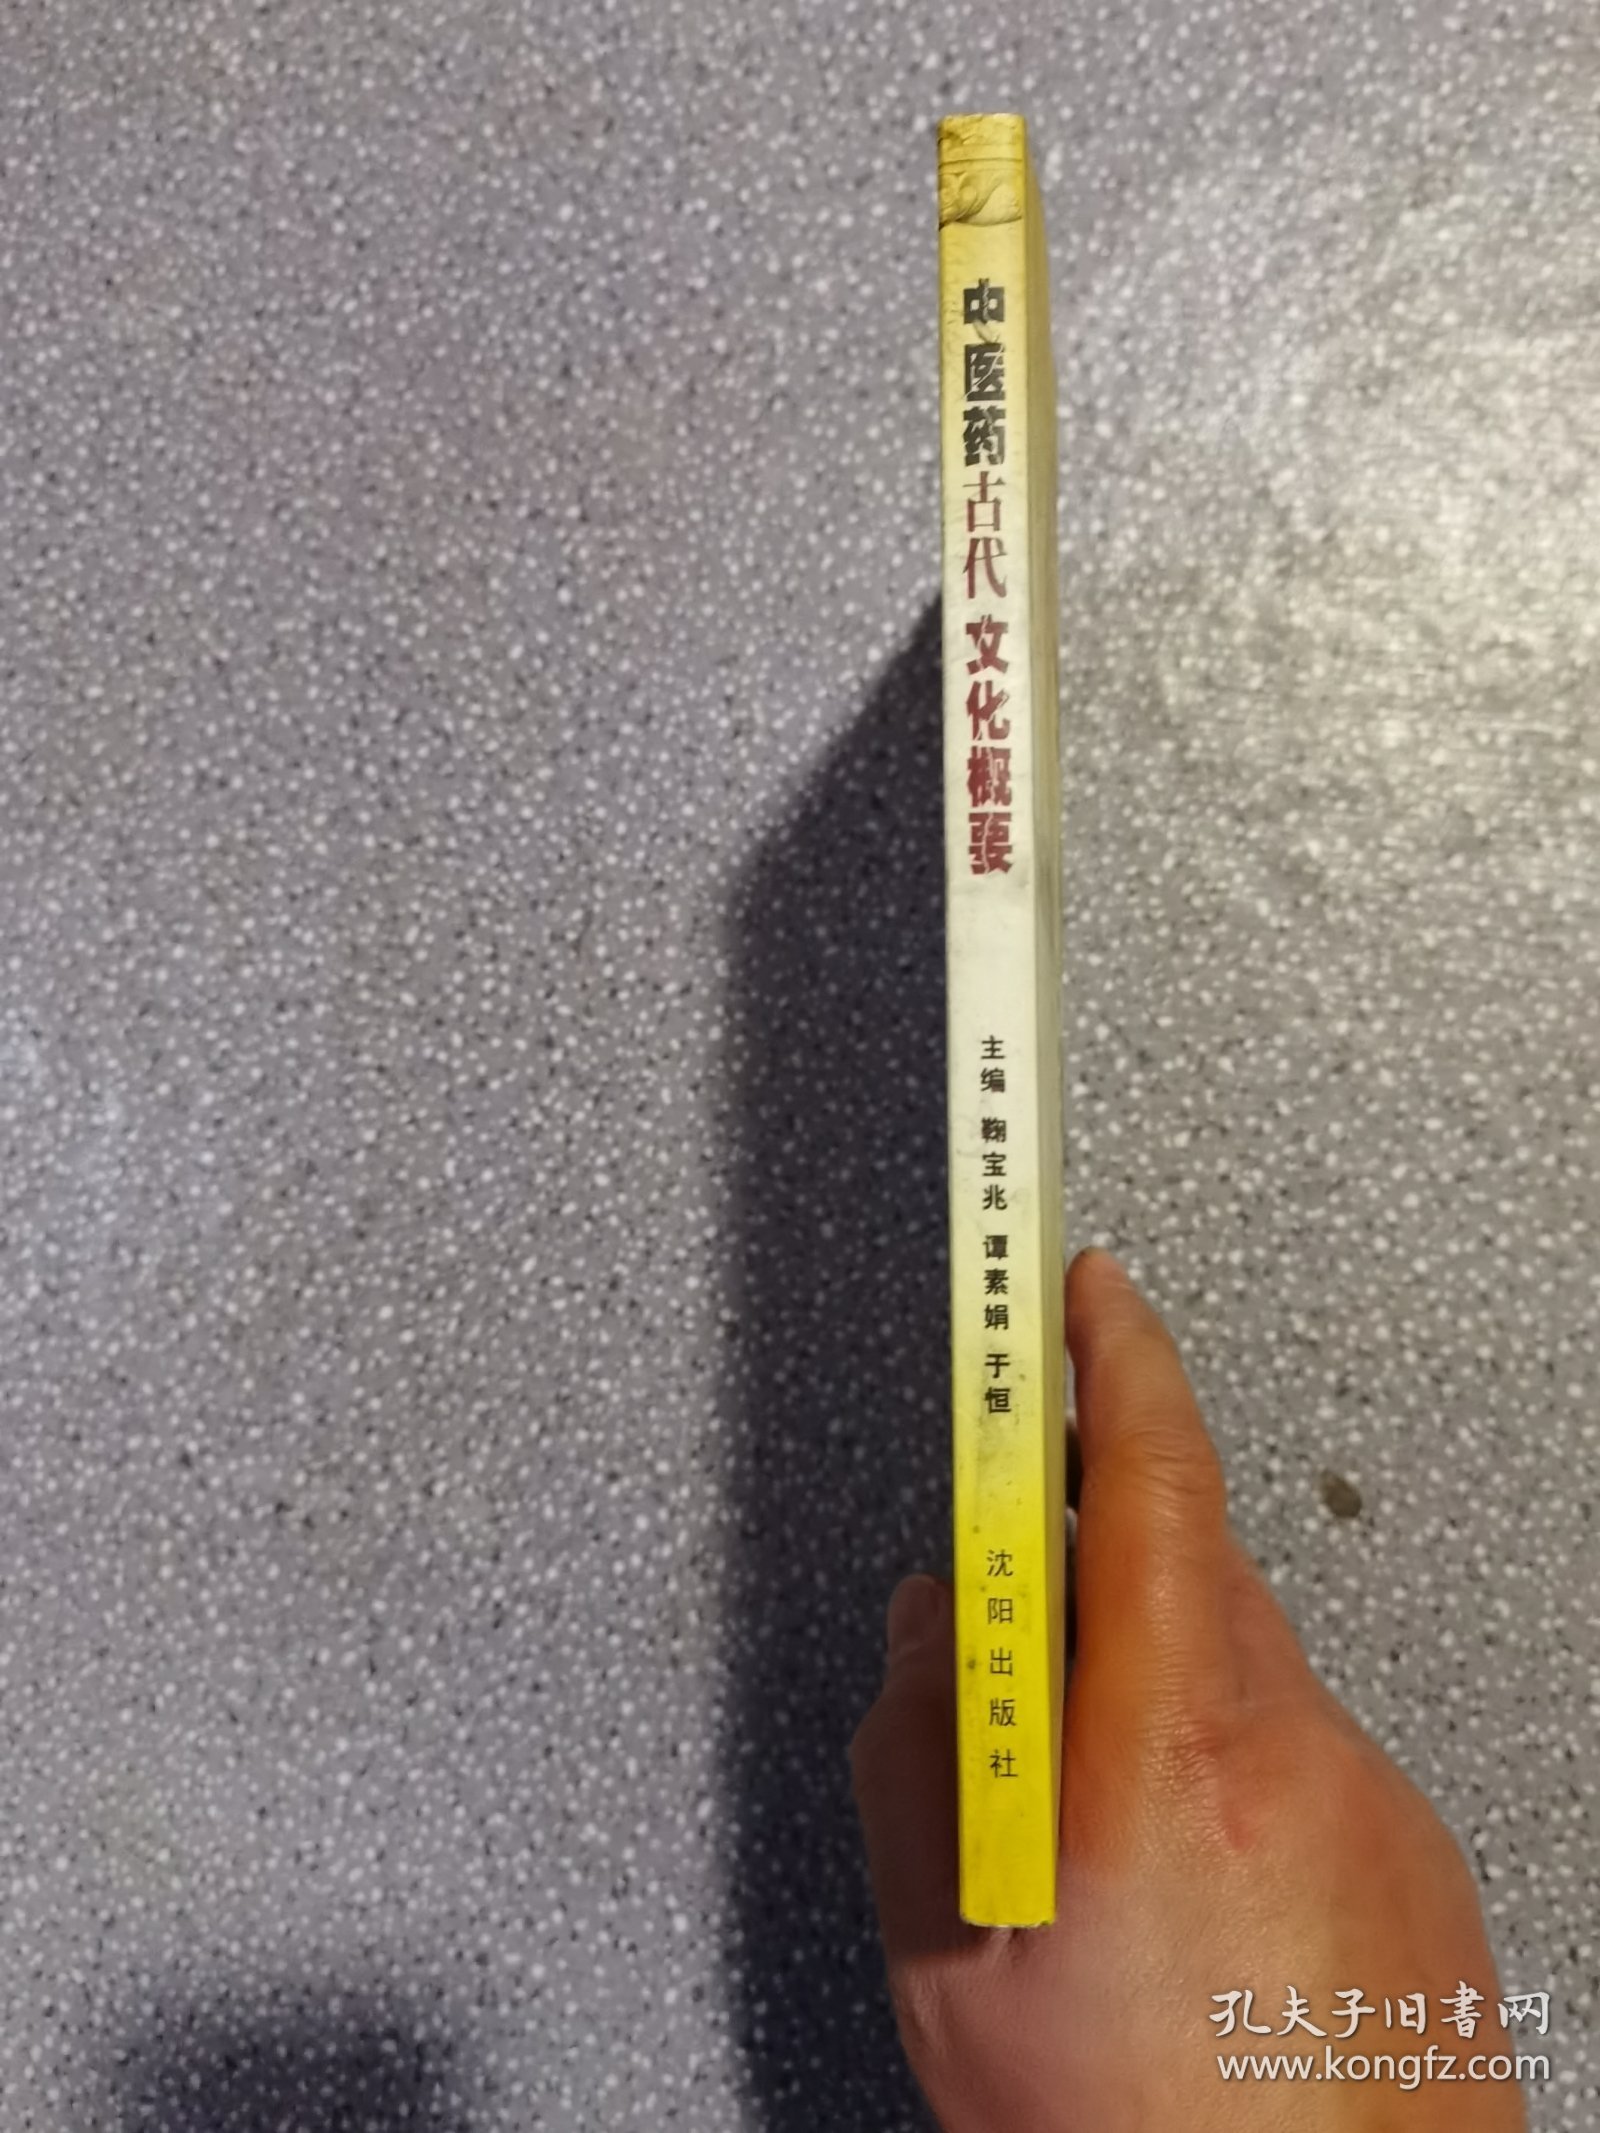 中医药古代文化概要
主编 鞠宝兆 谭素娟 于恒
沈阳出版社
孔夫子旧书网
www.kongfz.com